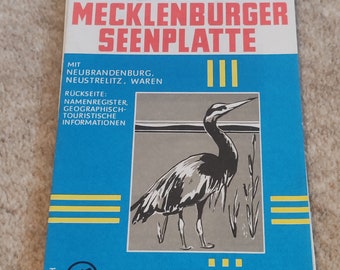 MECKLENBURGER
SEENPLATTE
MIT
NEUBRANDENBURG,
NEUSTRELITZ, WAREN
RÜCKSEITE:
NAMENREGISTER,
GEOGRAPHISCH-
TOURISTISCHE
INFORMATIONEN